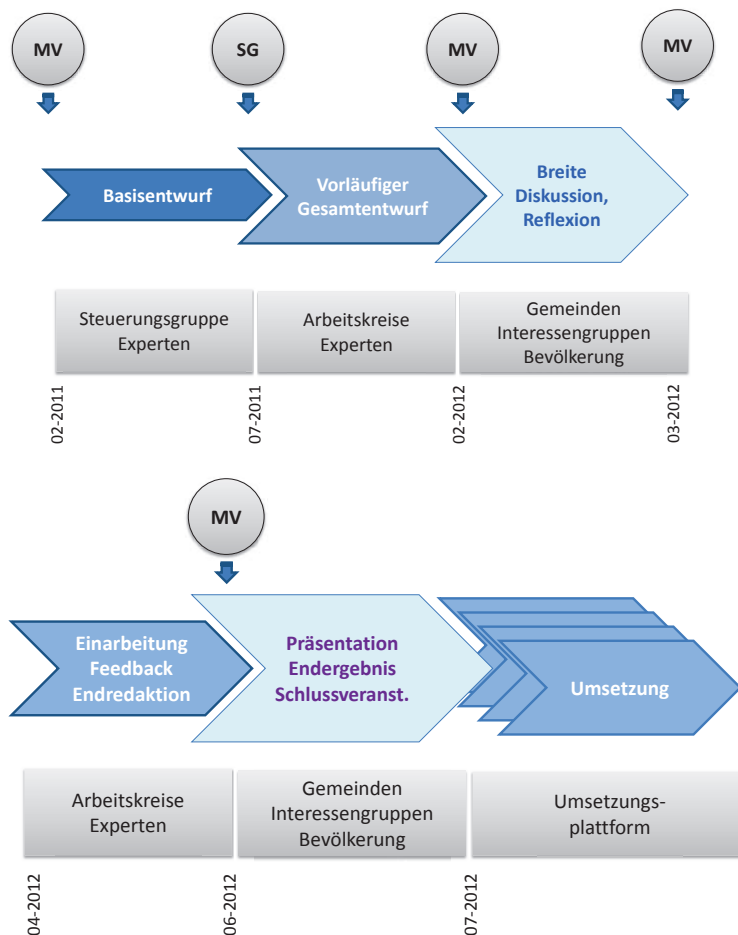 MV
SG
MV
MV
Basisentwurf
Vorläufiger
Gesamtentwurf
Breite
Diskussion,
Reflexion
Steuerungsgruppe
Experten
Arbeitskreise
Experten
Gemeinden
Interessengruppen
Bevölkerung
02-2011
07-2011
02-2012
03-2012
MV
Einarbeitung
Feedback
Endredaktion
Präsentation
Endergebnis
Schlussveranst.
Umsetzung
Arbeitskreise
Experten
Gemeinden
Interessengruppen
Bevölkerung
Umsetzungs-
plattform
04-2012
06-2012
07-2012